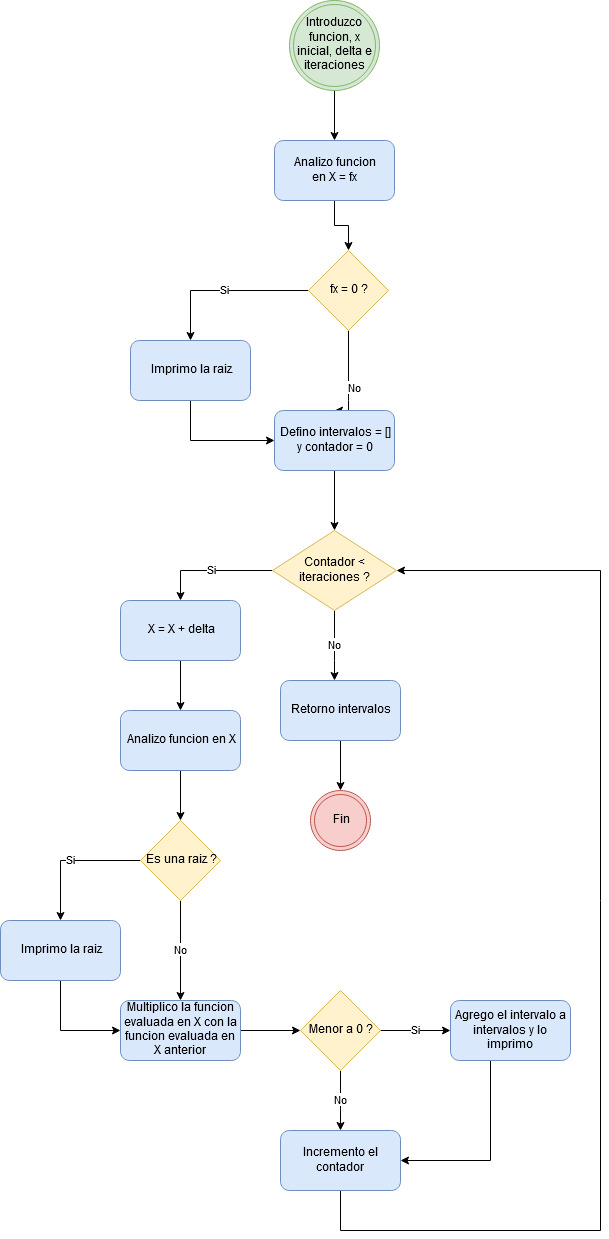 Introduzco
funcion, x
inicial, delta e
iteraciones
Analizo funcion
en X = fx
fx = 0 ?
Si
Imprimo la raiz
No
Defino intervalos = []
y contador = 0
Contador <
iteraciones ?
Si
X = X + delta
No
Retorno intervalos
Analizo funcion en X
Fin
Es una raiz ?
Si
Imprimo la raiz
No
Multiplico la funcion
evaluada en X con la
funcion evaluada en
X anterior
Menor a 0 ?
Si
Agrego el intervalo a
intervalos y lo
imprimo
No
Incremento el
contador